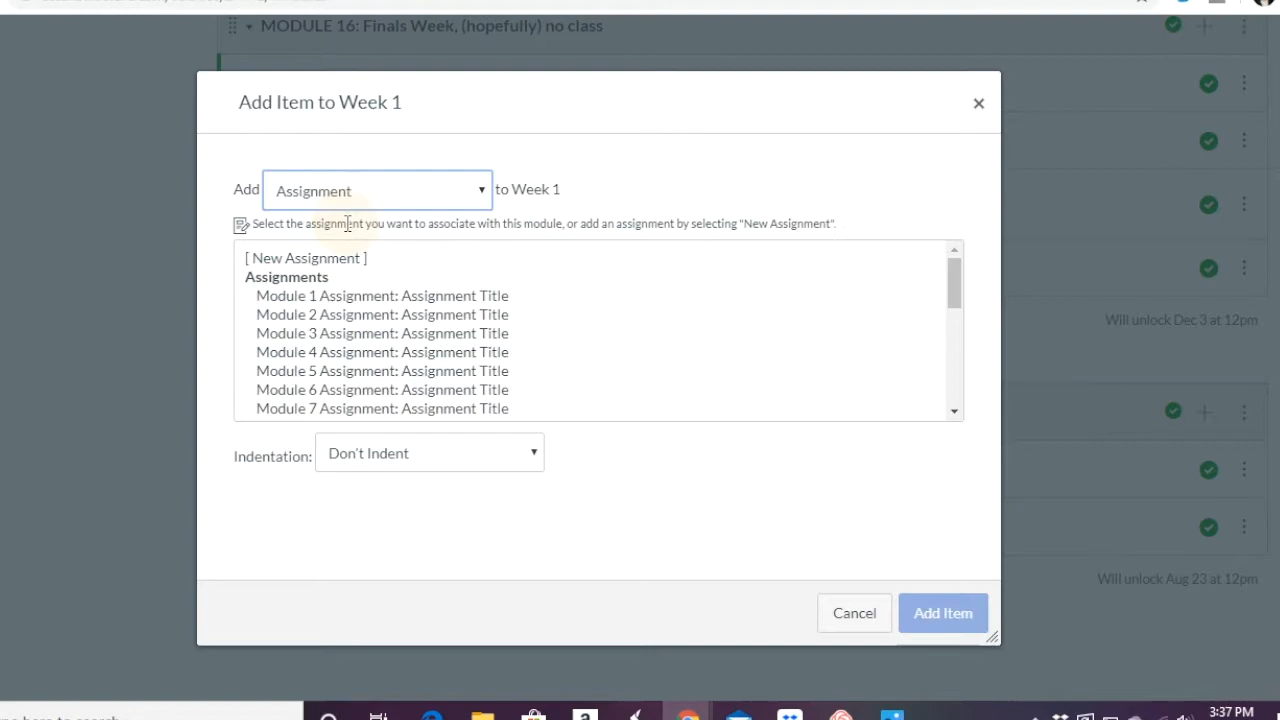 MODULE 16: Finals Week, (hopefully) no class
Add Item to Week 1
×
Add Assignment to Week 1
Select the assignment you want to associate with this module, or add an assignment by selecting "New Assignment".
[ New Assignment ]
Assignments
Module 1 Assignment: Assignment Title
Module 2 Assignment: Assignment Title
Module 3 Assignment: Assignment Title
Will unlock Dec 3 at 12pm
Module 4 Assignment: Assignment Title
Module 5 Assignment: Assignment Title
Module 6 Assignment: Assignment Title
Module 7 Assignment: Assignment Title
Indentation: Don't Indent
Will unlock Aug 23 at 12pm
Cancel Add Item
3:37 PM